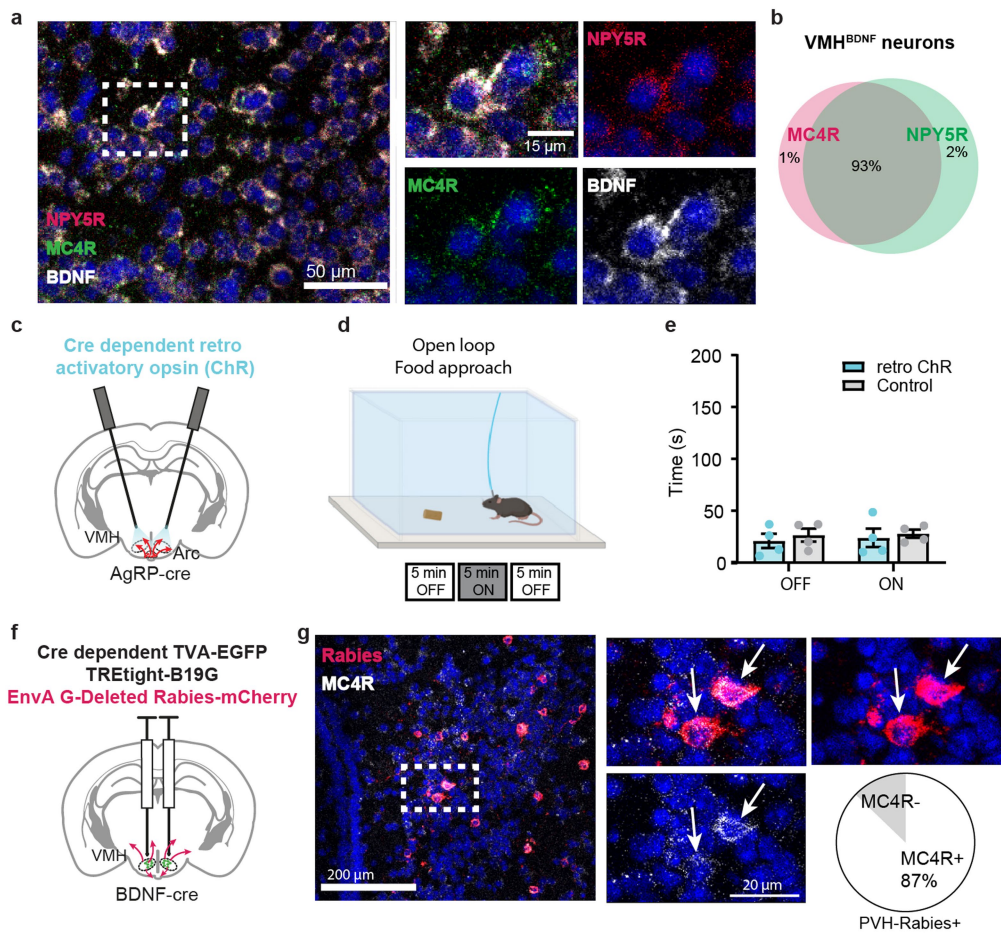 a
NPY5R
MC4R
BDNF
50 µm
15 µm
NPY5R
MC4R
BDNF
b
VMHᴮᴰᴺᶠ neurons
MC4R
NPY5R
1%
93%
2%
c
Cre dependent retro
activatory opsin (ChR)
VMH
Arc
AgRP-cre
d
Open loop
Food approach
5 min
OFF
5 min
ON
5 min
OFF
e
Time (s)
200
150
100
50
0
OFF
ON
retro ChR
Control
f
Cre dependent TVA-EGFP
TREtight-B19G
EnvA G-Deleted Rabies-mCherry
VMH
BDNF-cre
g
Rabies
MC4R
200 µm
20 µm
MC4R-
MC4R+
87%
PVH-Rabies+